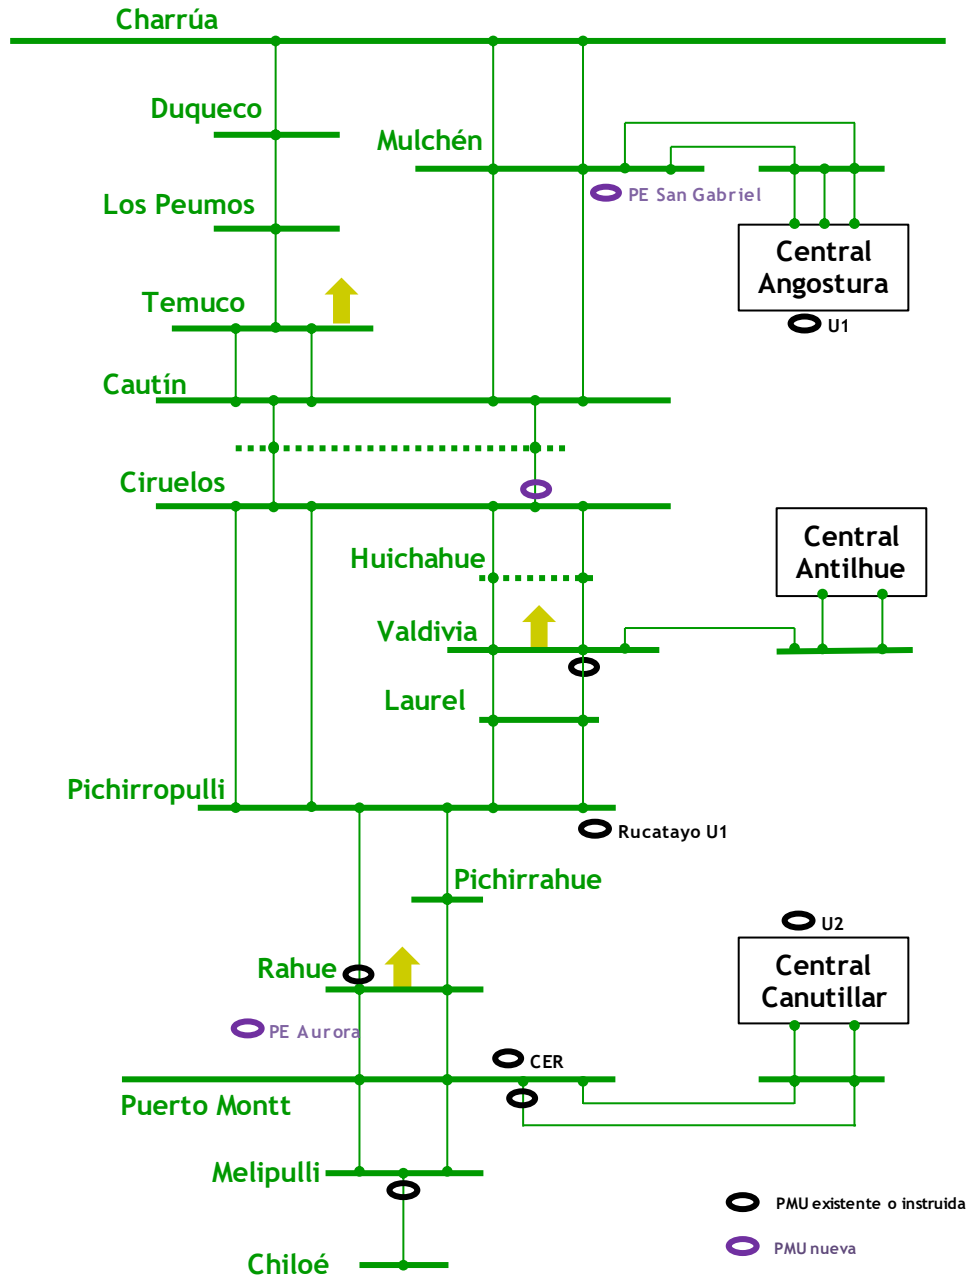 Charrúa
Duqueco
Mulchén
PE San Gabriel
Los Peumos
Central
Angostura
U1
Temuco
Cautín
Ciruelos
Central
Antilhue
Huichahue
Valdivia
Laurel
Pichirropulli
Rucatayo U1
Pichirrahue
U2
Central
Canutillar
Rahue
PE Aurora
CER
Puerto Montt
Melipulli
PMU existente o instruida
PMU nueva
Chiloé